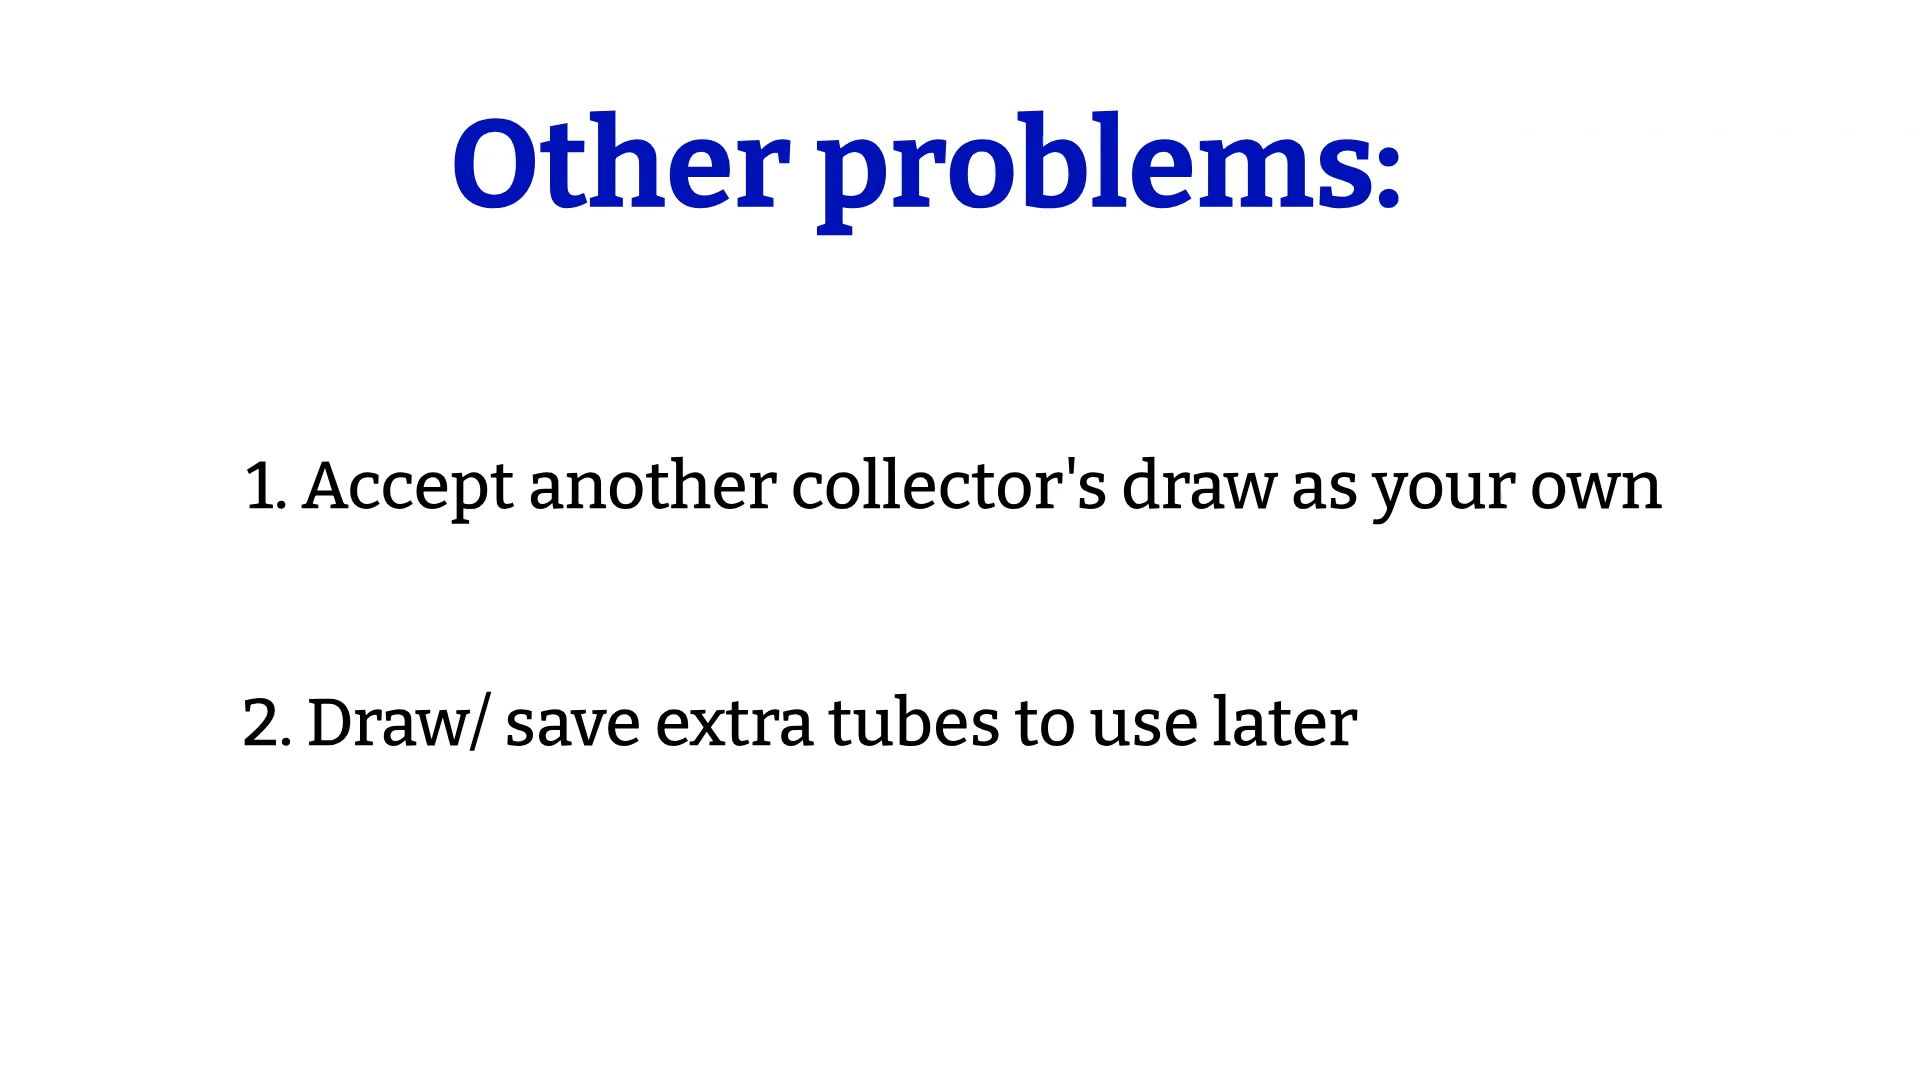 Other problems:
1. Accept another collector's draw as your own
2. Draw/ save extra tubes to use later